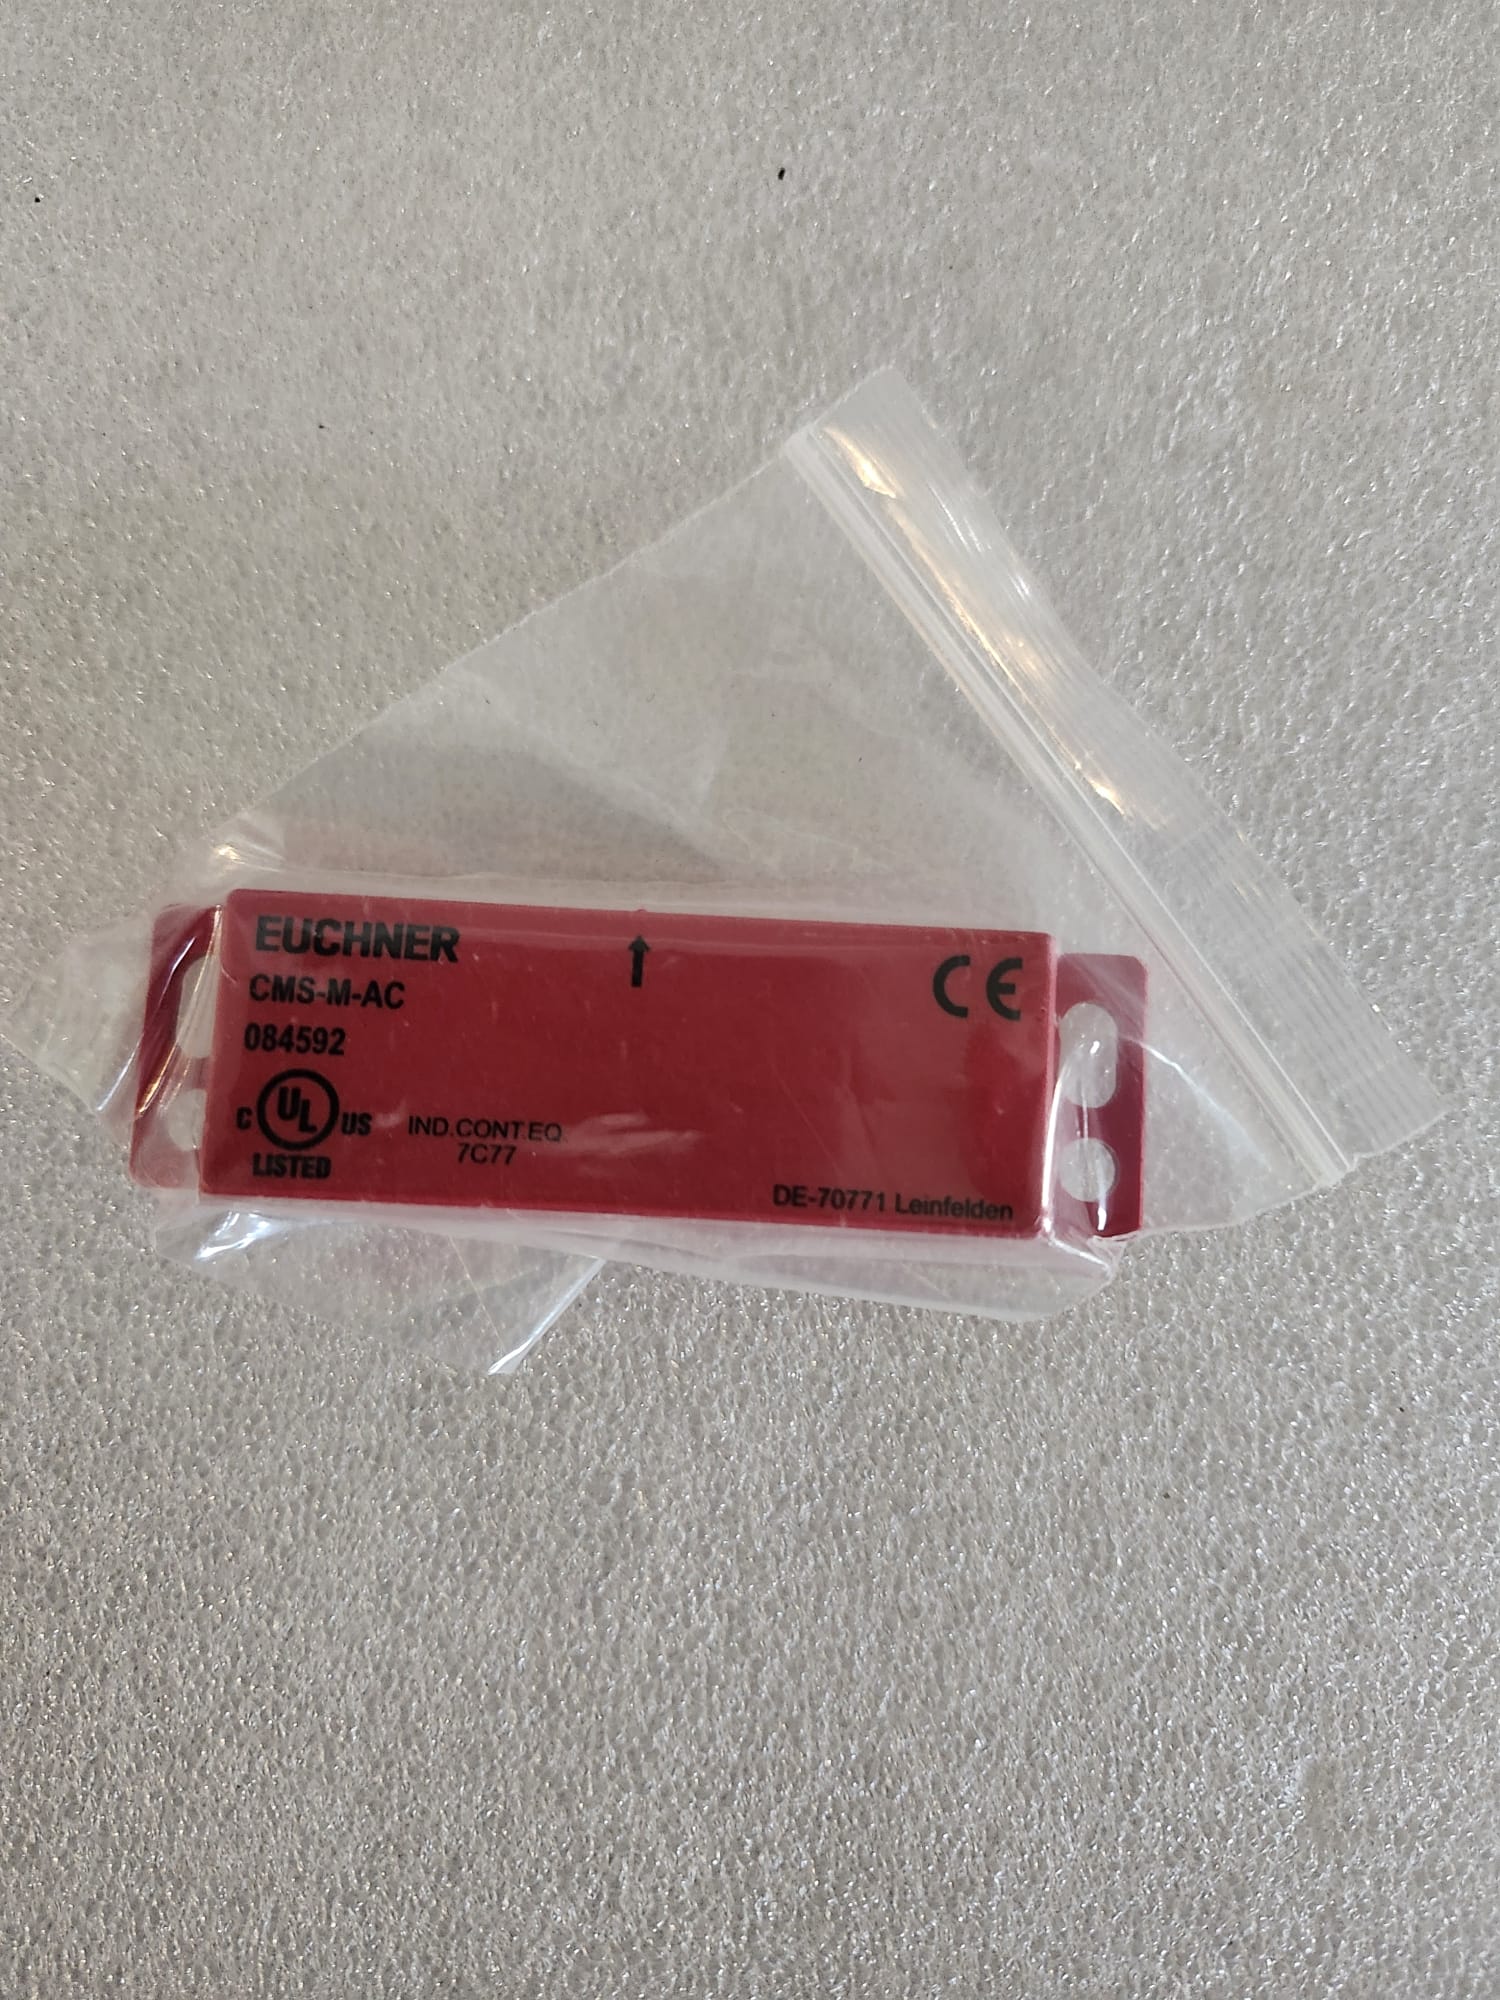 EUCHNER
CMS-M-AC
084592
C UL US
LISTED
IND.CONT.EQ.
7C77
CE
DE-70771 Leinfelden